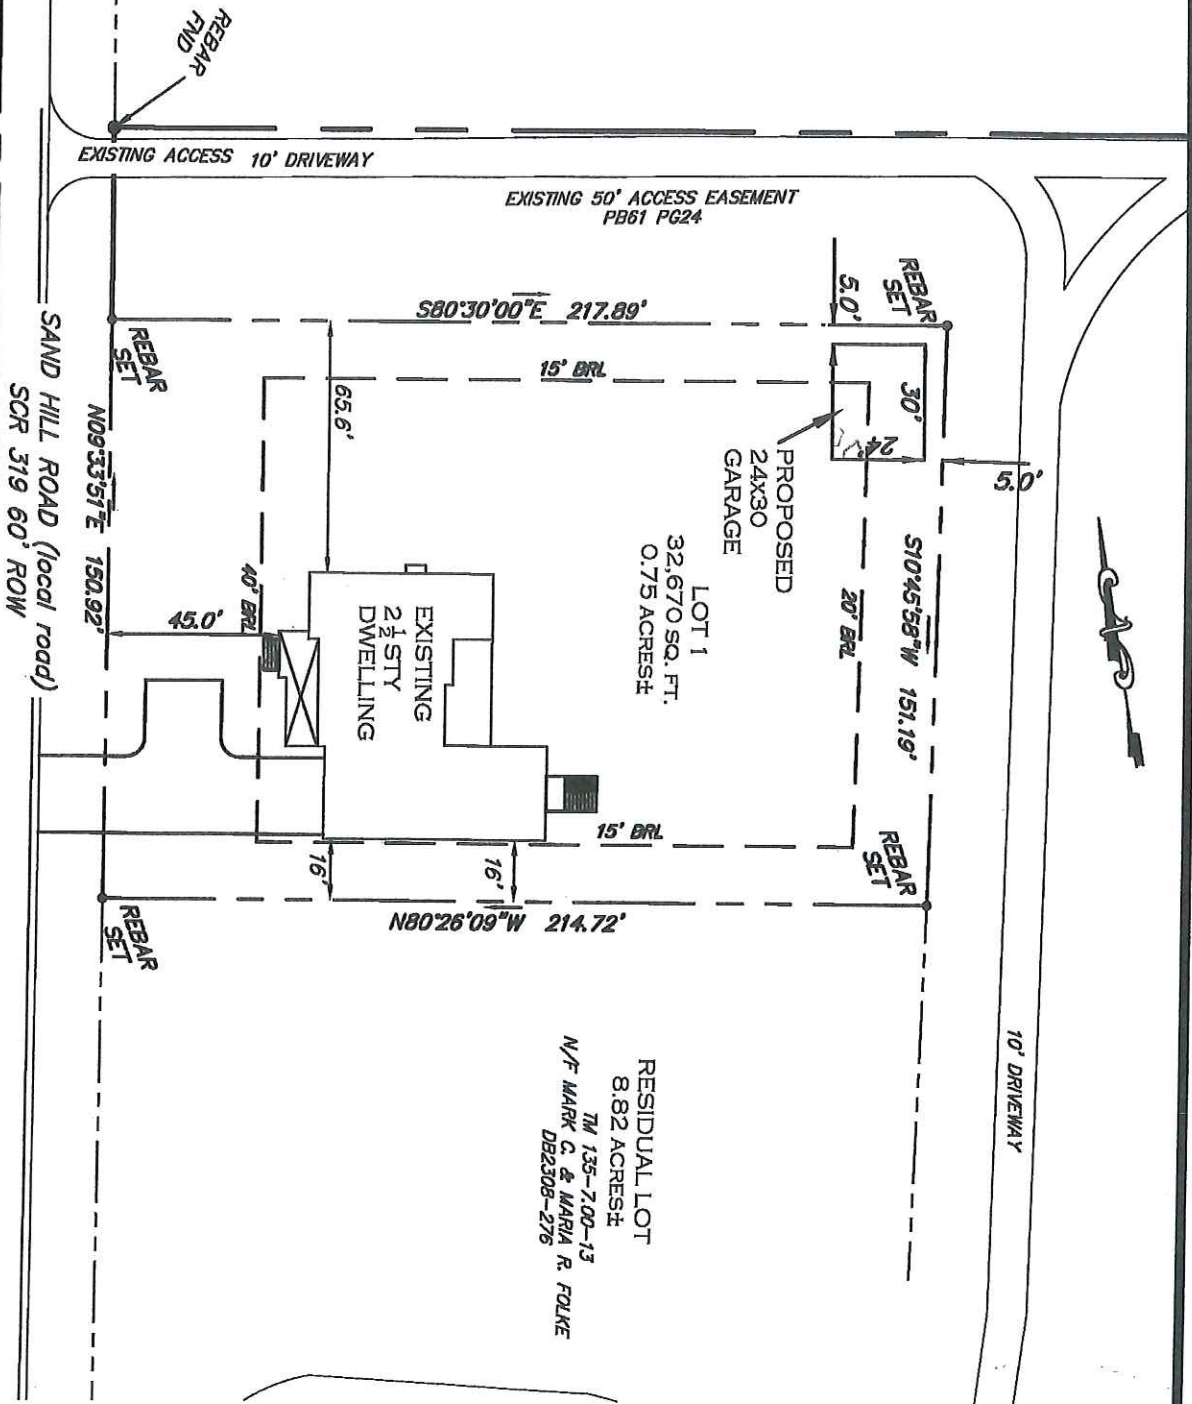 REBAR
FND
EXISTING ACCESS 10' DRIVEWAY
EXISTING 50' ACCESS EASEMENT
PB61 PG24
REBAR
SET
5.0'
S80°30'00"E 217.89'
REBAR
SET
15' BRL
30'
24'
65.6'
PROPOSED
24x30
GARAGE
5.0'
N09°33'51"E 150.92'
SAND HILL ROAD (local road)
SCR 319 60' ROW
S10°45'58"W 151.19'
LOT 1
32,670 SQ. FT.
0.75 ACRES±
20' BRL
40' BRL
45.0'
EXISTING
2 1/2 STY
DWELLING
15' BRL
16'
16'
REBAR
SET
N80°26'09"W 214.72'
REBAR
SET
RESIDUAL LOT
8.82 ACRES±
TM 135-7.00-13
N/F MARK C. & MARIA R. FOLKE
DB2308-276
10' DRIVEWAY